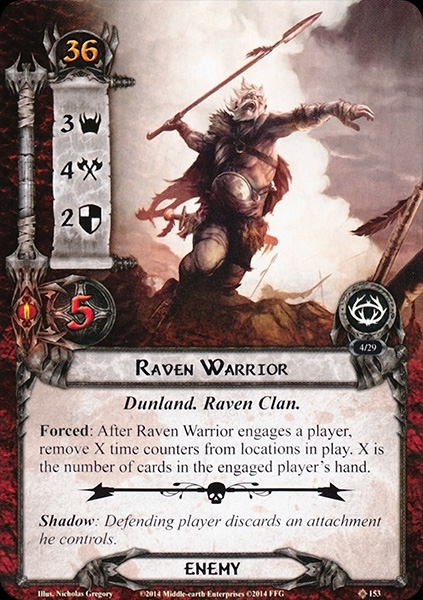 36
3
4
2
5
4/29
Raven Warrior
Dunland. Raven Clan.
Forced: After Raven Warrior engages a player,
remove X time counters from locations in play. X is
the number of cards in the engaged player's hand.
Shadow: Defending player discards an attachment
he controls.
ENEMY
Illus. Nicholas Gregory ©2014 Middle-earth Enterprises ©2014 FFG 153